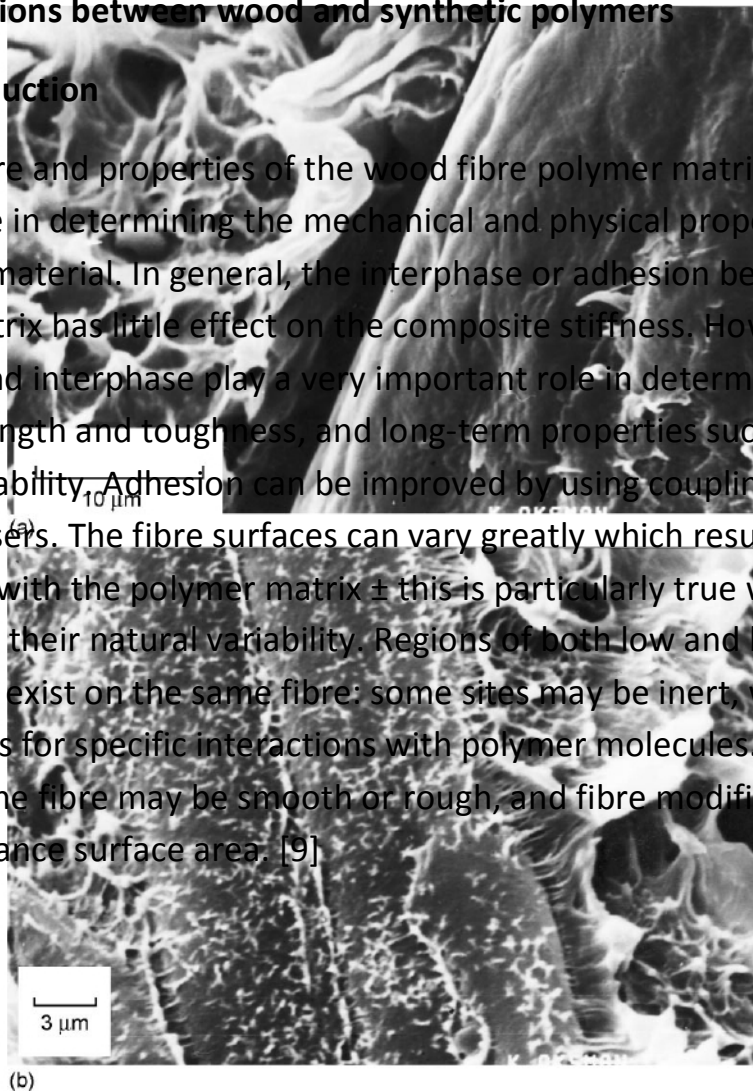 ions between wood and synthetic polymers
uction
re and properties of the wood fibre polymer matri
e in determining the mechanical and physical prope
material. In general, the interphase or adhesion be
trix has little effect on the composite stiffness. Hov
nd interphase play a very important role in determ
ngth and toughness, and long-term properties suc
ability. Adhesion can be improved by using couplin
10 µm
(a)
sers. The fibre surfaces can vary greatly which resu
with the polymer matrix ± this is particularly true v
their natural variability. Regions of both low and
exist on the same fibre: some sites may be inert,
s for specific interactions with polymer molecules.
he fibre may be smooth or rough, and fibre modifi
ance surface area. [9]
3 µm
K. OKSMAN
(b)